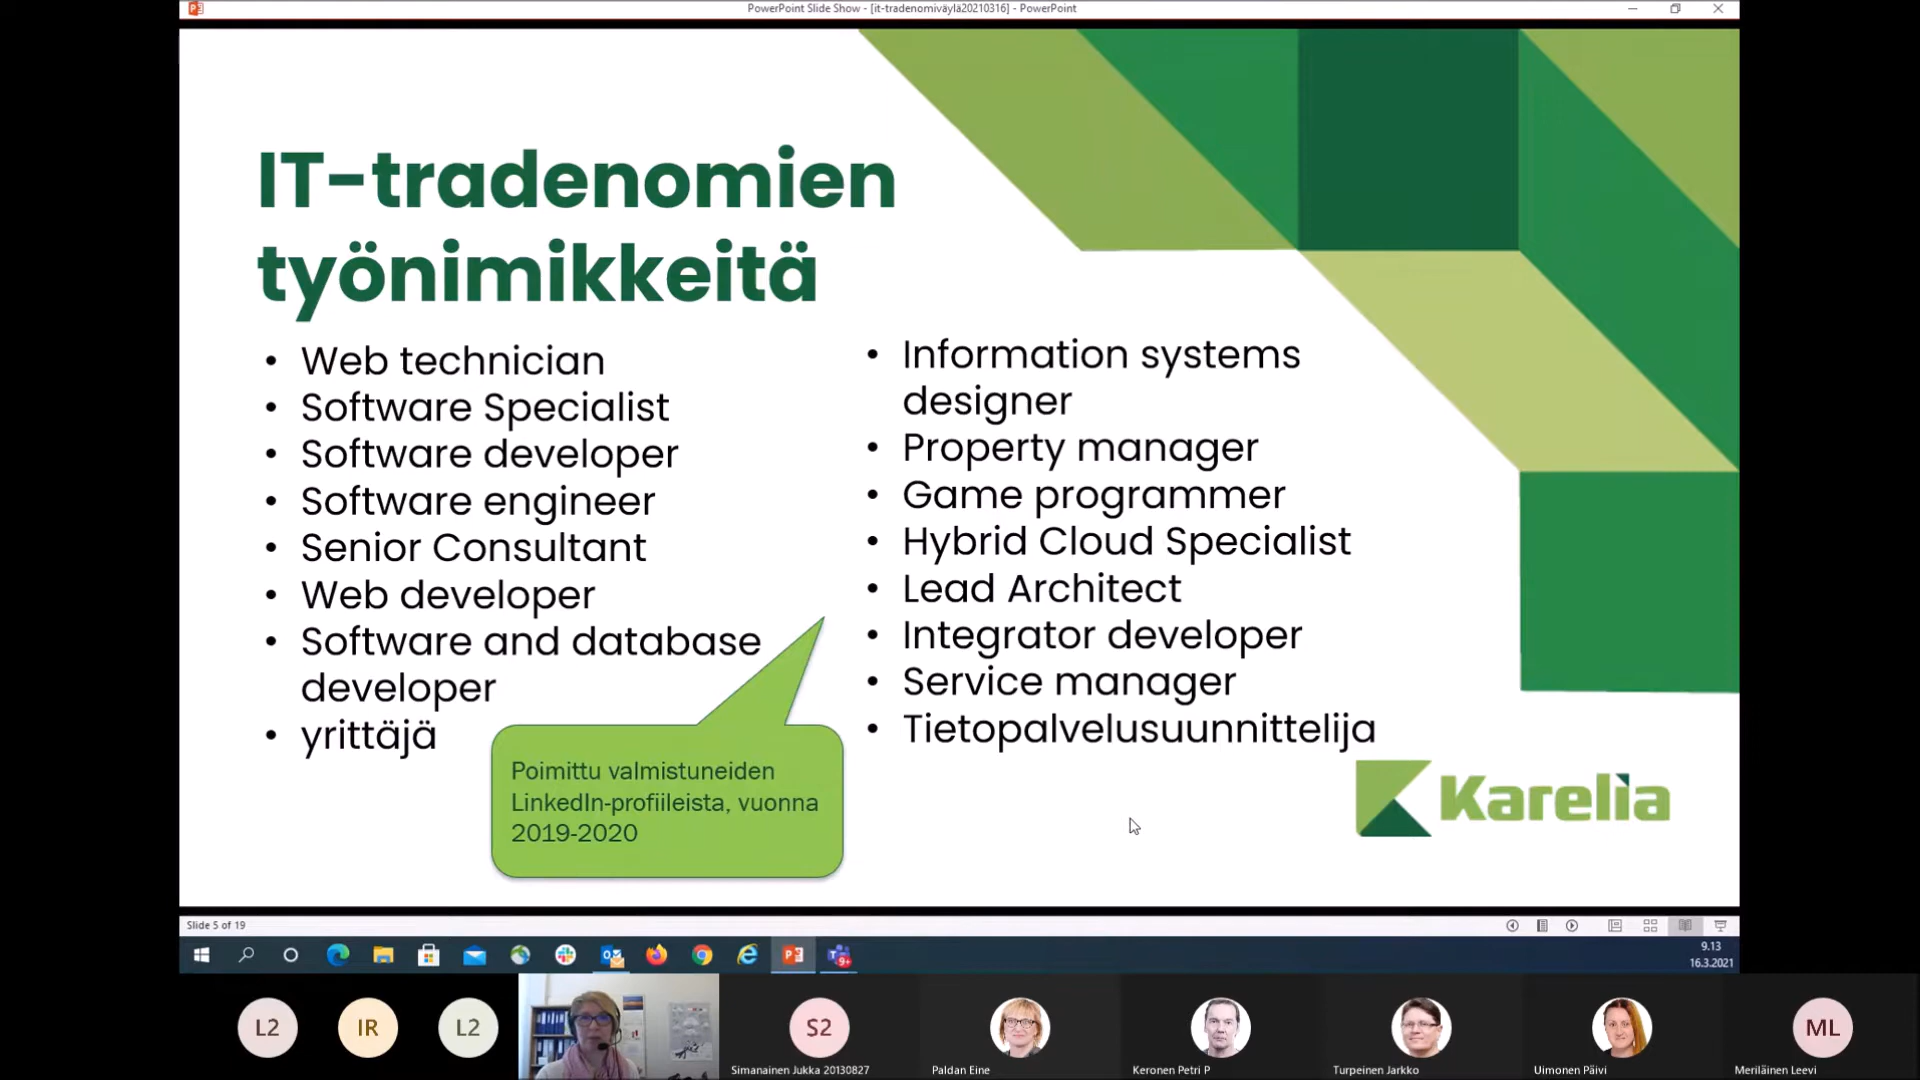 PowerPoint Slide Show - [it-tradenomiväylä20210316] - PowerPoint
IT-tradenomien
työnimikkeitä
• Web technician
• Software Specialist
• Software developer
• Software engineer
• Senior Consultant
• Web developer
• Software and database
developer
• yrittäjä
• Information systems
designer
• Property manager
• Game programmer
• Hybrid Cloud Specialist
• Lead Architect
• Integrator developer
• Service manager
• Tietopalvelusuunnittelija
Poimittu valmistuneiden
LinkedIn-profiileista, vuonna
2019-2020
Karelia
Slide 5 of 19
9+
9.13
16.3.2021
L2
IR
L2
S2
ML
Simanainen Jukka 20130827
Paldan Eine
Keronen Petri P
Turpeinen Jarkko
Uimonen Päivi
Meriläinen Leevi